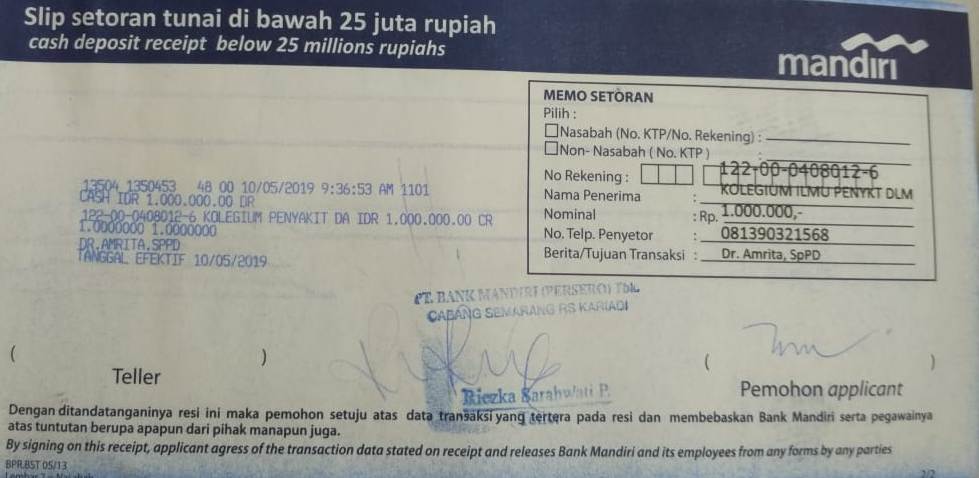 Slip setoran tunai di bawah 25 juta rupiah
cash deposit receipt below 25 millions rupiahs
mandiri
MEMO SETORAN
Pilih :
Nasabah (No. KTP/No. Rekening) :
Non- Nasabah ( No. KTP ) :
No Rekening : 122-00-0408012-6
Nama Penerima : KOLEGIUM ILMU PENYKT DLM
Nominal : Rp. 1.000.000,-
No. Telp. Penyetor : 081390321568
Berita/Tujuan Transaksi : Dr. Amrita, SpPD
13504 1350453 48 00 10/05/2019 9:36:53 AM 1101
CASH IDR 1.000.000.00 DR
122-00-0408012-6 KOLEGIUM PENYAKIT DA IDR 1.000.000.00 CR
1.0000000 1.0000000
DR.AMRITA.SPPD
TANGGAL EFEKTIF 10/05/2019
PT. BANK MANDIRI (PERSERO) Tbk.
CABANG SEMARANG RS KARIADI
( )
Teller
Riezka Sarahwati P.
( )
Pemohon applicant
Dengan ditandatanganinya resi ini maka pemohon setuju atas data transaksi yang tertera pada resi dan membebaskan Bank Mandiri serta pegawainya
atas tuntutan berupa apapun dari pihak manapun juga.
By signing on this receipt, applicant agress of the transaction data stated on receipt and releases Bank Mandiri and its employees from any forms by any parties
BPR.BST 05/13
2/2